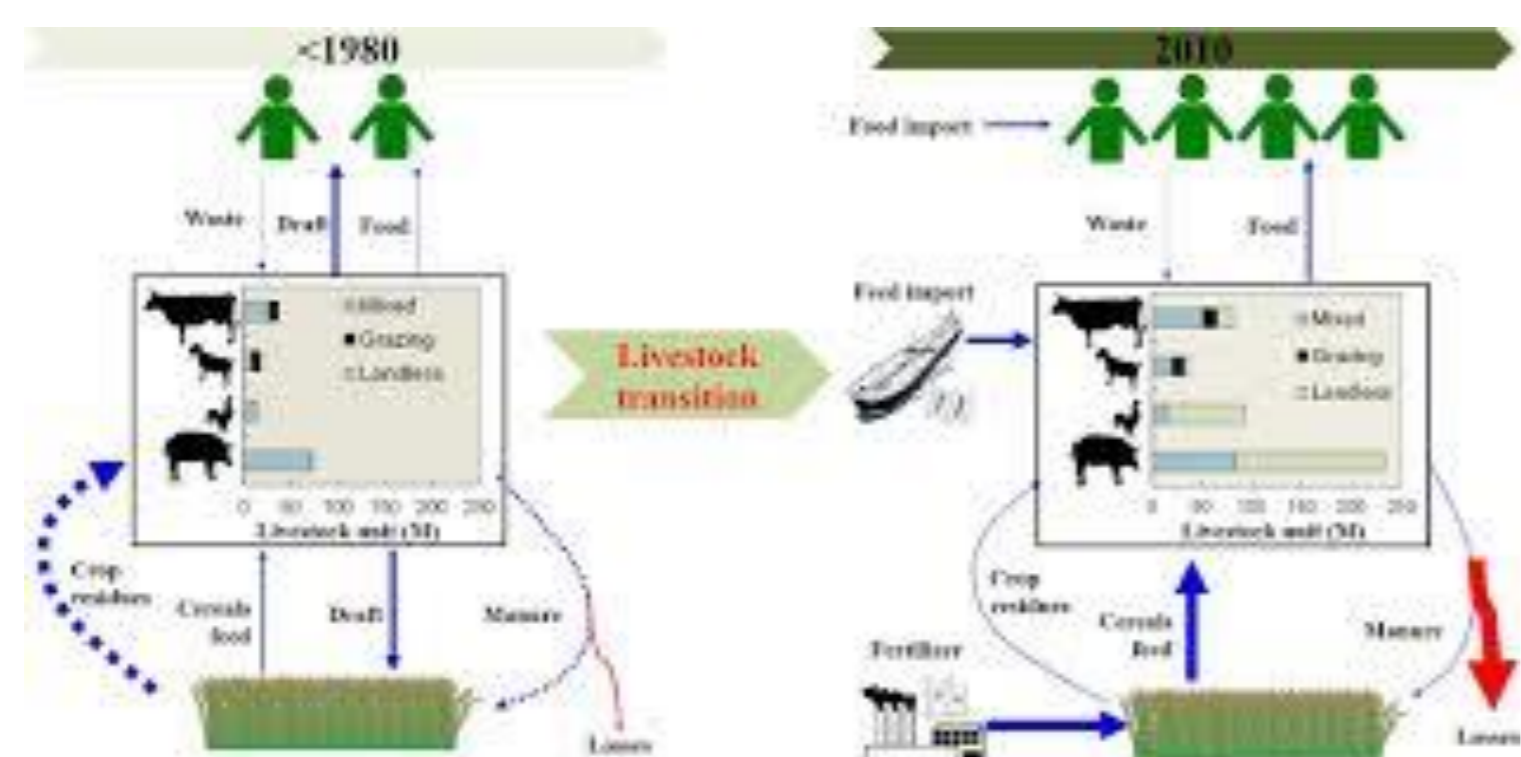 <1980
2010
Food import
Waste
Draft
Food
Waste
Food
Feed import
Mixed
Grazing
Landless
Livestock
transition
Mixed
Grazing
Landless
0 50 100 150 200 250
Livestock unit (M)
0 50 100 150 200 250
Livestock unit (M)
Crop
residues
Cereals
feed
Draft
Manure
Losses
Crop
residues
Cereals
feed
Manure
Fertilizer
Losses